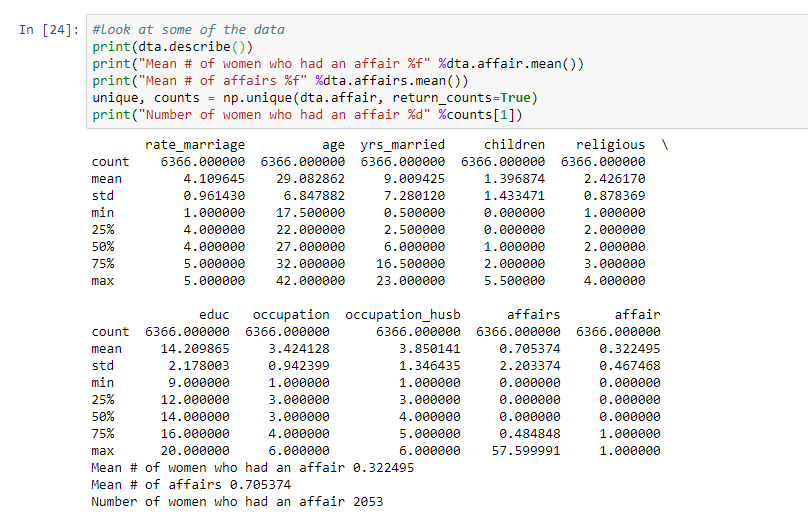 In [24]: #Look at some of the data
print(dta.describe())
print("Mean # of women who had an affair %f" %dta.affair.mean())
print("Mean # of affairs %f" %dta.affairs.mean())
unique, counts = np.unique(dta.affair, return_counts=True)
print("Number of women who had an affair %d" %counts[1])
rate_marriage age yrs_married children religious \
count 6366.000000 6366.000000 6366.000000 6366.000000 6366.000000
mean 4.109645 29.082862 9.009425 1.396874 2.426170
std 0.961430 6.847882 7.280120 1.433471 0.878369
min 1.000000 17.500000 0.500000 0.000000 1.000000
25% 4.000000 22.000000 2.500000 0.000000 2.000000
50% 4.000000 27.000000 6.000000 1.000000 2.000000
75% 5.000000 32.000000 16.500000 2.000000 3.000000
max 5.000000 42.000000 23.000000 5.500000 4.000000
educ occupation occupation_husb affairs affair
count 6366.000000 6366.000000 6366.000000 6366.000000 6366.000000
mean 14.209865 3.424128 3.850141 0.705374 0.322495
std 2.178003 0.942399 1.346435 2.203374 0.467468
min 9.000000 1.000000 1.000000 0.000000 0.000000
25% 12.000000 3.000000 3.000000 0.000000 0.000000
50% 14.000000 3.000000 4.000000 0.000000 0.000000
75% 16.000000 4.000000 5.000000 0.484848 1.000000
max 20.000000 6.000000 6.000000 57.599991 1.000000
Mean # of women who had an affair 0.322495
Mean # of affairs 0.705374
Number of women who had an affair 2053